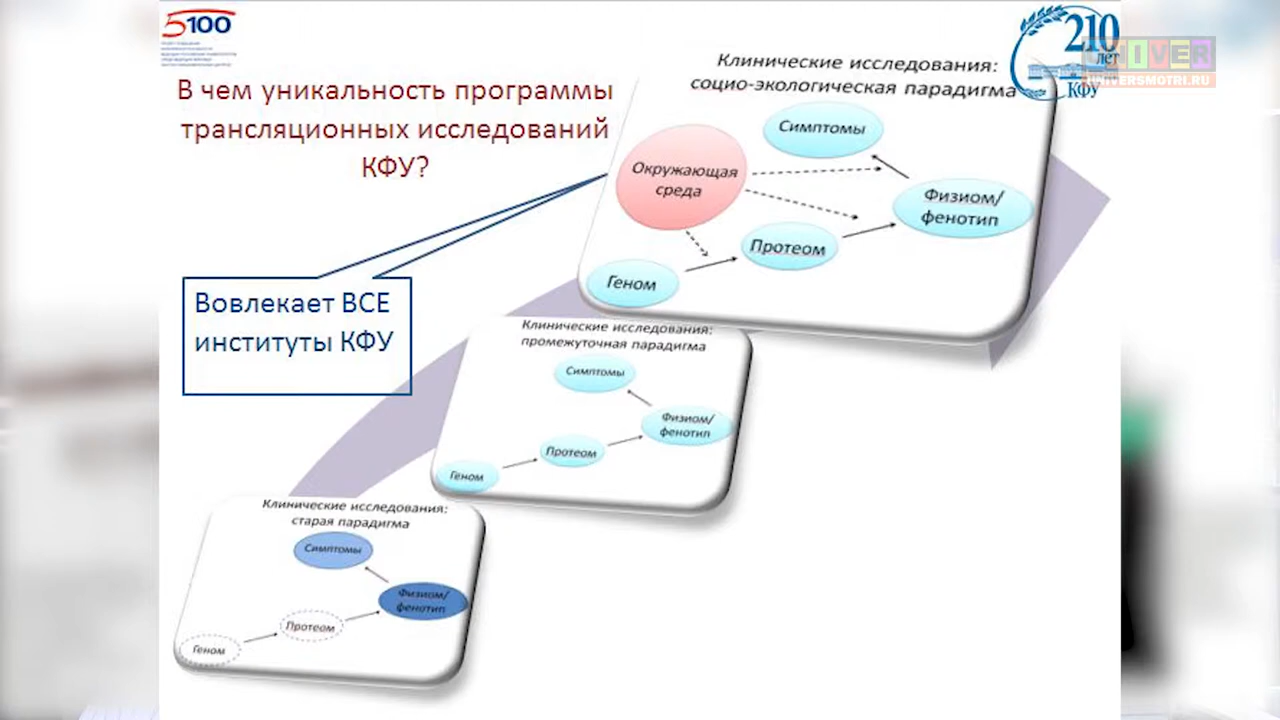 5100
210
лет
КФУ
UNIVER
UNIVERSMOTRI.RU
В чем уникальность программы
трансляционных исследований
КФУ?
Вовлекает ВСЕ
институты КФУ
Клинические исследования:
социо-экологическая парадигма
Симптомы
Окружающая
среда
Физиом/
фенотип
Протеом
Геном
Клинические исследования:
промежуточная парадигма
Симптомы
Физиом/
фенотип
Протеом
Геном
Клинические исследования:
старая парадигма
Симптомы
Физиом/
фенотип
Протеом
Геном